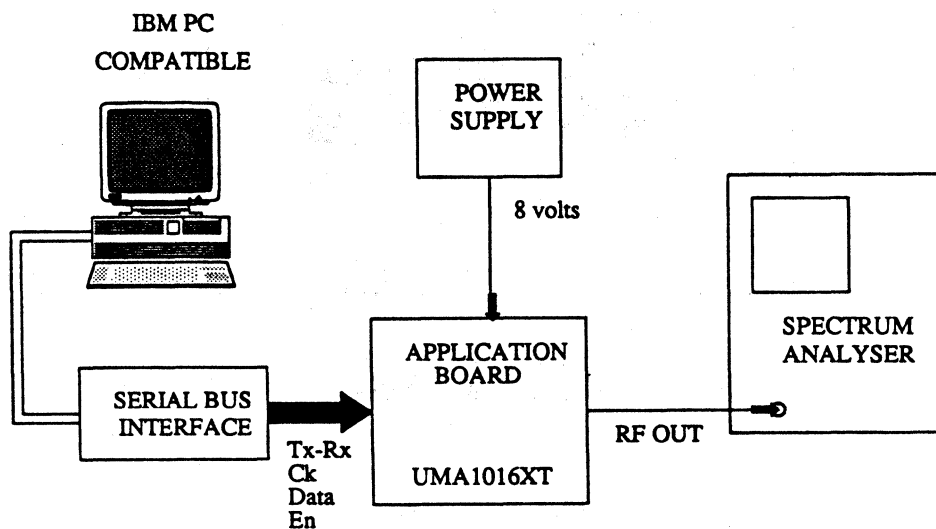 IBM PC
COMPATIBLE
POWER
SUPPLY
8 volts
SPECTRUM
ANALYSER
APPLICATION
BOARD
SERIAL BUS
INTERFACE
RF OUT
Tx-Rx
Ck
Data
En
UMA1016XT